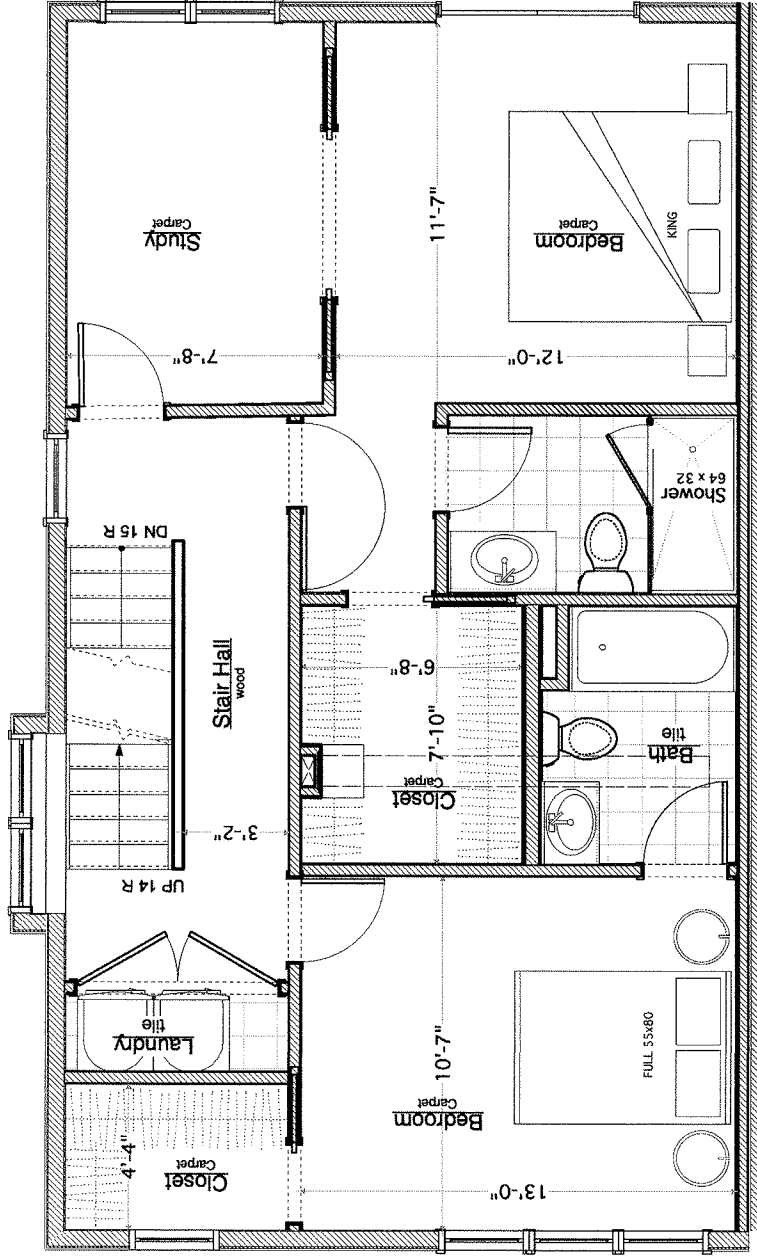 Study
Carpet
11'-7"
Bedroom
Carpet
KING
7'-8"
12'-0"
DN 15 R
Shower
64 x 32
Stair Hall
wood
6'-8"
7'-10"
Closet
Carpet
Bath
tile
3'-2"
UP 14 R
Laundry
tile
10'-7"
FULL 55x80
Bedroom
Carpet
4'-4"
Closet
Carpet
13'-0"